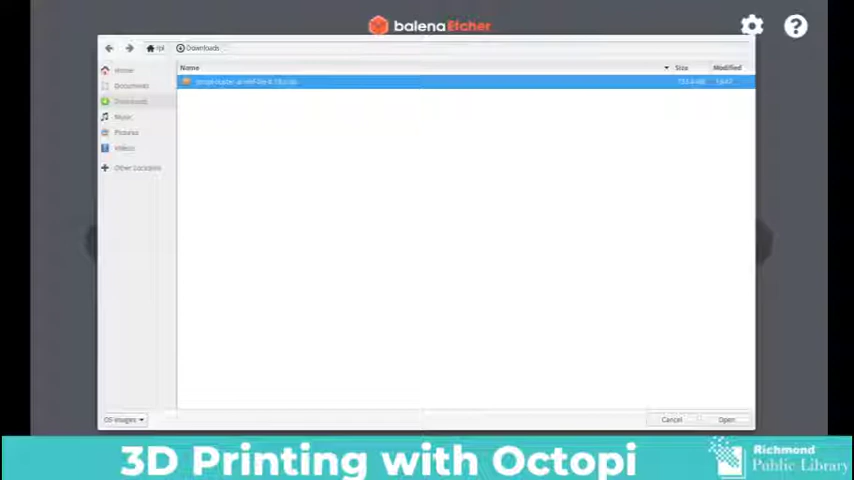 balenaEtcher
rpi Downloads
Name Size Modified
Home
Documents
Downloads
Music
Pictures
Videos
Other Locations
OS Images Cancel Open
3D Printing with Octopi
Richmond
Public Library